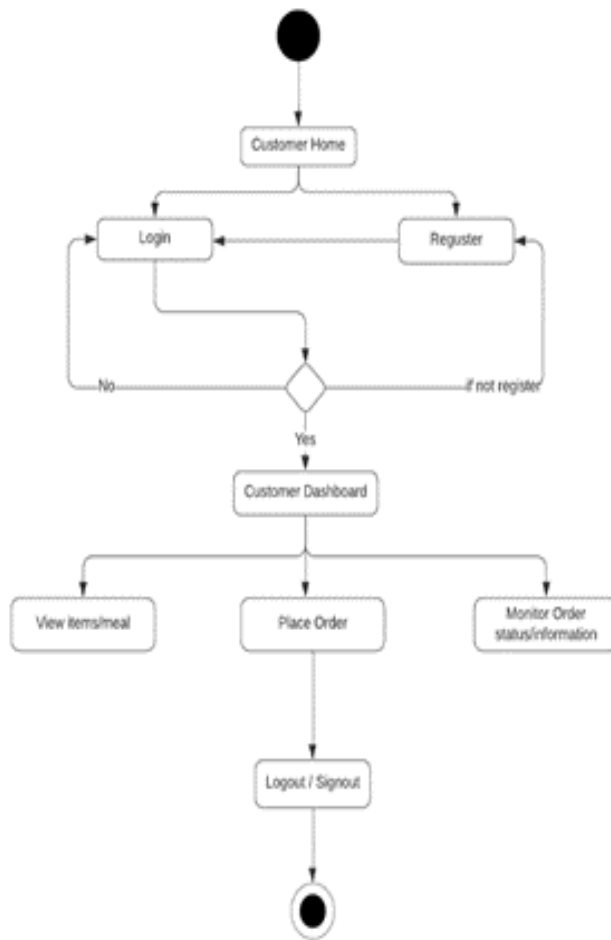 Customer Home
Login
Reguster
No
if not register
Yes
Customer Dashboard
View items/meal
Place Order
Monitor Order
status/information
Logout / Signout